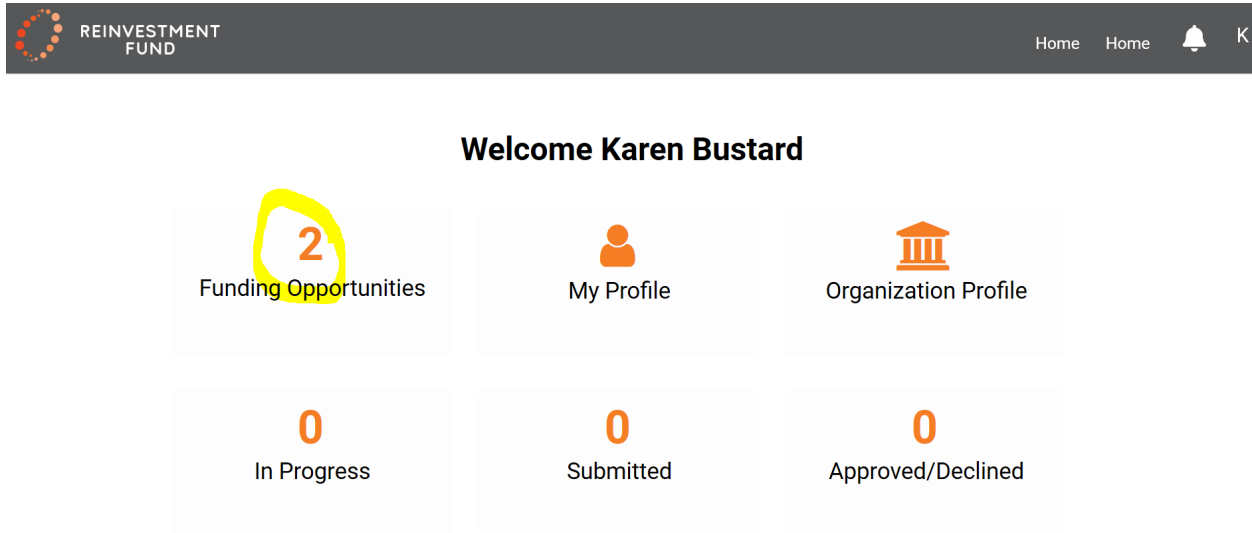 REINVESTMENT
FUND
Home Home K
Welcome Karen Bustard
2
Funding Opportunities
My Profile
Organization Profile
0
In Progress
0
Submitted
0
Approved/Declined